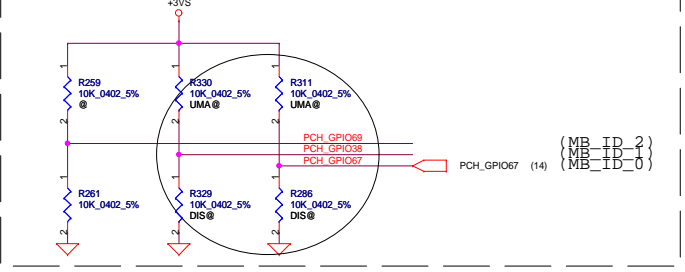 +3VS
1 1 1
R259 R330 R311
10K_0402_5% 10K_0402_5% 10K_0402_5%
@ UMA@ UMA@
2 2 2
PCH_GPIO69 (MB_ID_2)
PCH_GPIO38 (MB_ID_1)
PCH_GPIO67 PCH_GPIO67 (14) (MB_ID_0)
1 1 1
R261 R329 R286
10K_0402_5% 10K_0402_5% 10K_0402_5%
DIS@ DIS@
2 2 2